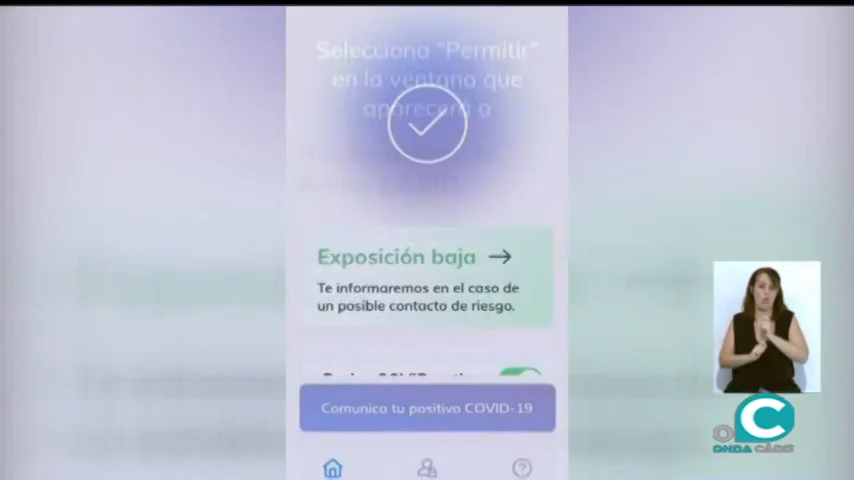 Selecciona "Permitir"
en la ventana que
aparecerá a
Exposición baja →
Te informaremos en el caso de
un posible contacto de riesgo.
Comunica tu positivo COVID-19
ONDA CÁDIZ